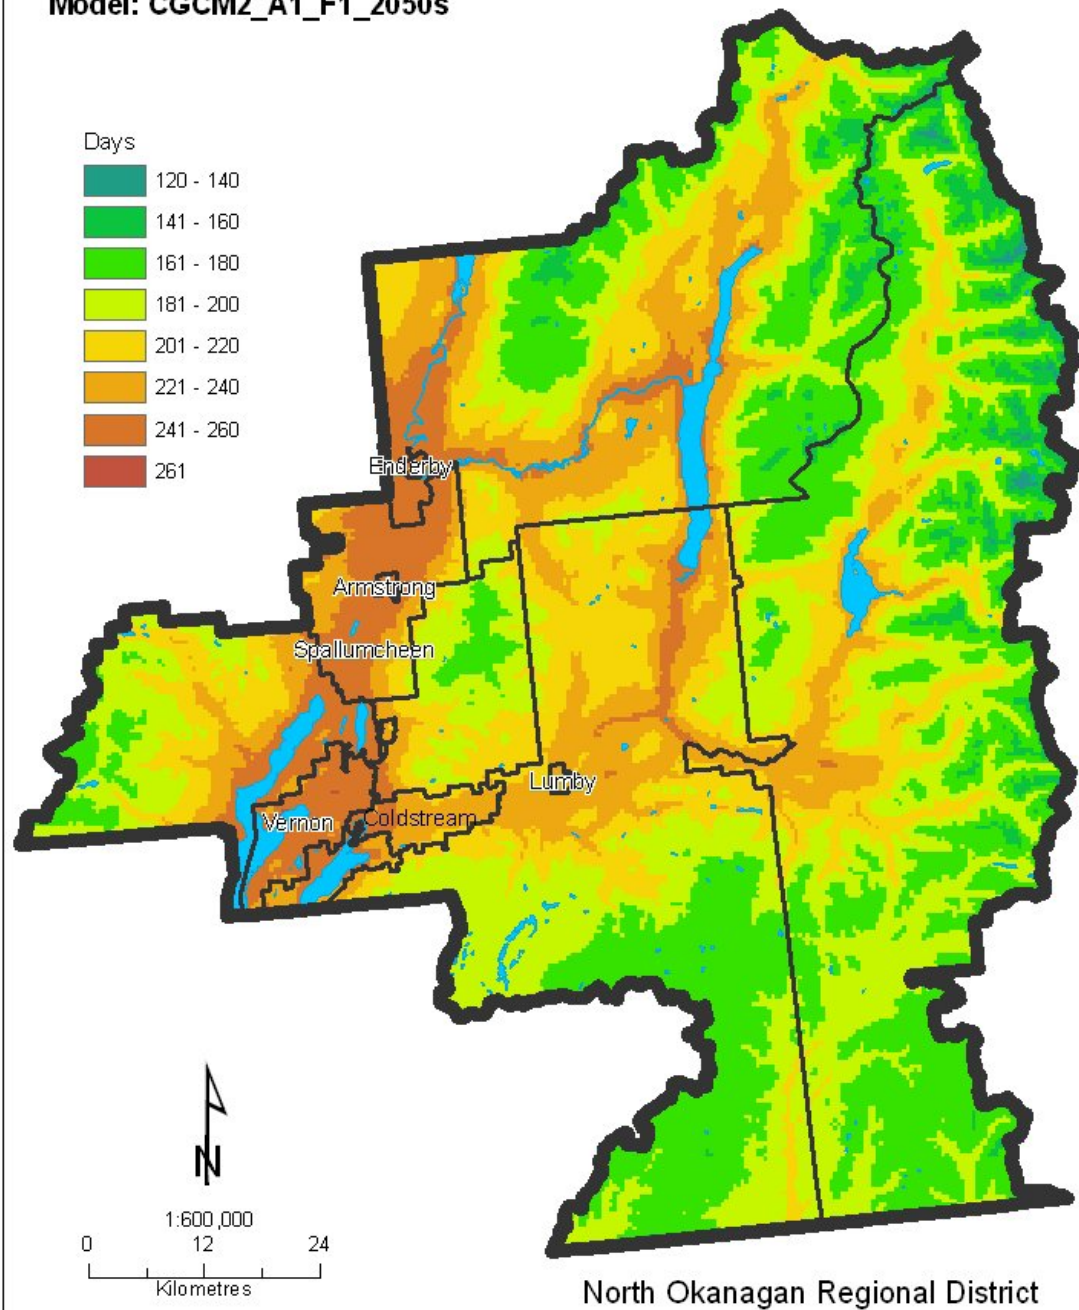 Model: CGCM2_A1_F1_2050s
Days
120 - 140
141 - 160
161 - 180
181 - 200
201 - 220
221 - 240
241 - 260
261
Enderby
Armstrong
Spallumcheen
Lumby
Vernon
Coldstream
N
1:600,000
0 12 24
Kilometres
North Okanagan Regional District